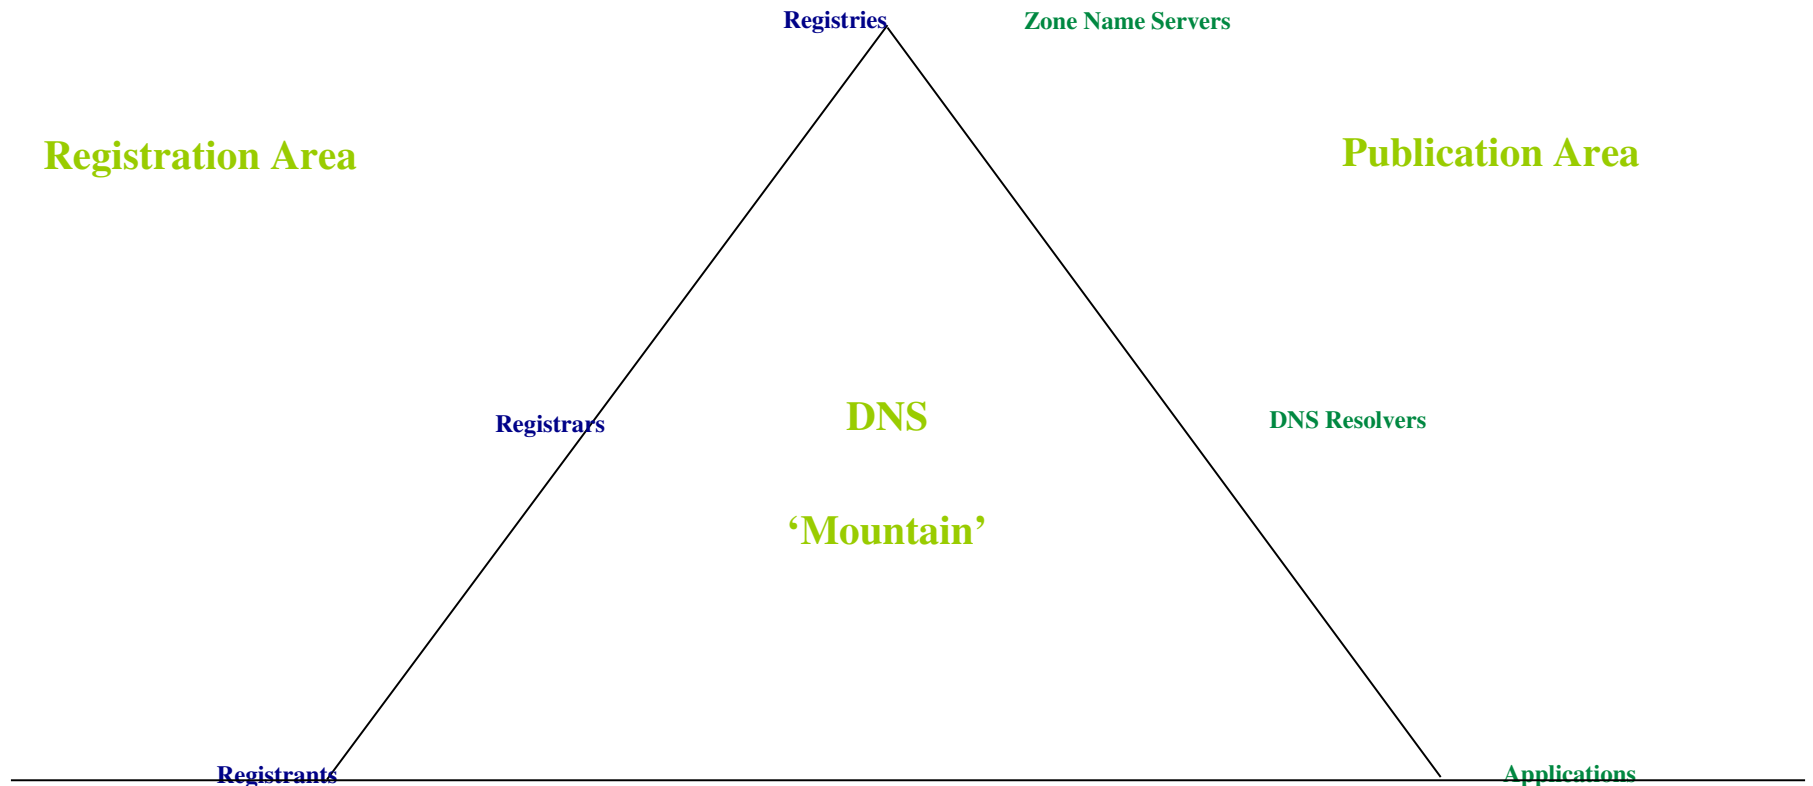 Registries
Zone Name Servers
Registration Area
Publication Area
Registrars
DNS
DNS Resolvers
‘Mountain’
Registrants
Applications